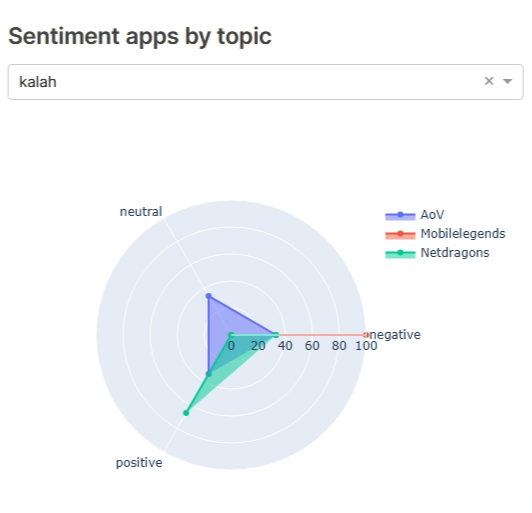 Sentiment apps by topic
kalah
neutral
AoV
Mobilelegends
Netdragons
negative
0 20 40 60 80 100
positive